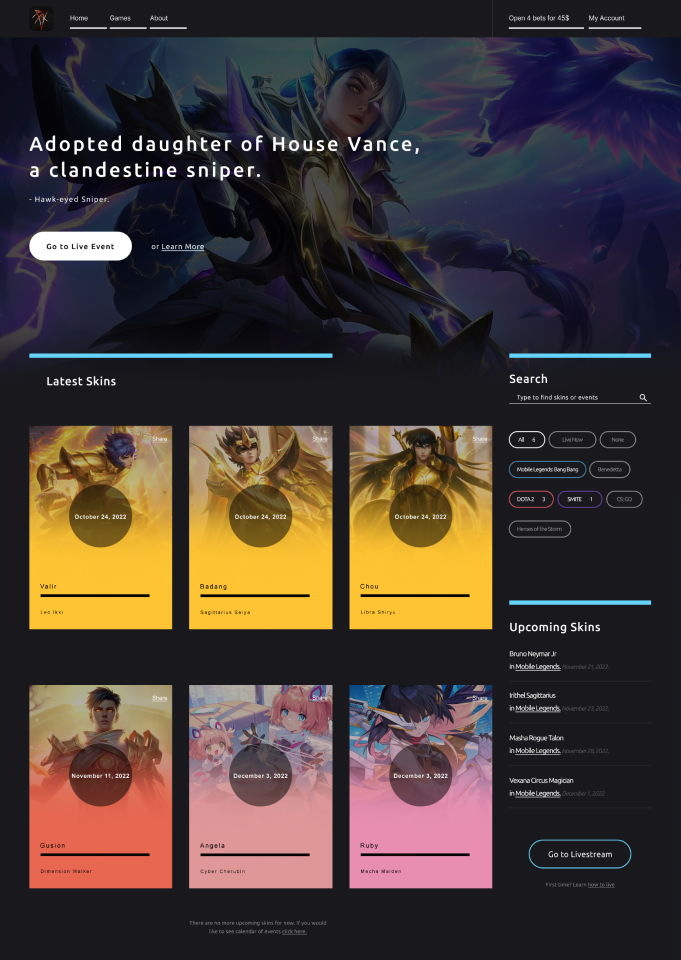 Home Games About Open 4 bets for 45$ My Account
Adopted daughter of House Vance,
a clandestine sniper.
- Hawk-eyed Sniper.
Go to Live Event or Learn More
Latest Skins
Search
Type to find skins or events
All 6 Live Now None
Mobile Legends: Bang Bang Benedetta
DOTA 2 3 SMITE 1 CS: GO
Heroes of the Storm
Share
October 24, 2022
Valir
Leo Ikki
Share
October 24, 2022
Badang
Sagittarius Seiya
Share
October 24, 2022
Chou
Libra Shiryu
Upcoming Skins
Bruno Neymar Jr
in Mobile Legends. November 21, 2022.
Irithel Sagittarius
in Mobile Legends. November 23, 2022.
Masha Rogue Talon
in Mobile Legends. November 26, 2022.
Vexana Circus Magician
in Mobile Legends. December 1, 2022.
Share
November 11, 2022
Gusion
Dimension Walker
Share
December 3, 2022
Angela
Cyber Cherubin
Share
December 3, 2022
Ruby
Mecha Maiden
Go to Livestream
First time? Learn how to live
There are no more upcoming skins for now. If you would
like to see calendar of events click here.